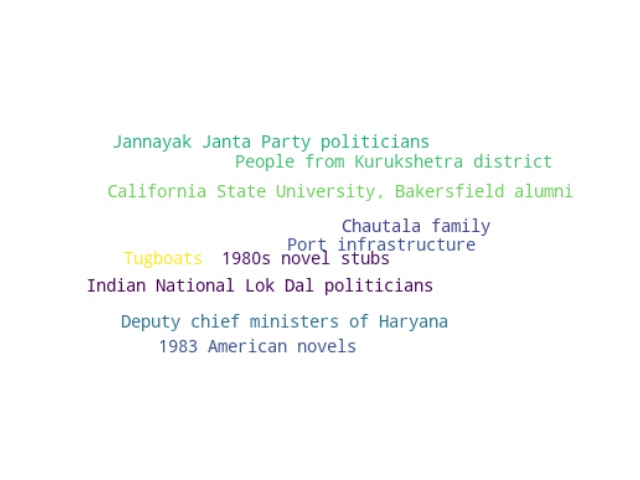 Jannayak Janta Party politicians
People from Kurukshetra district
California State University, Bakersfield alumni
Chautala family
Port infrastructure
Tugboats 1980s novel stubs
Indian National Lok Dal politicians
Deputy chief ministers of Haryana
1983 American novels